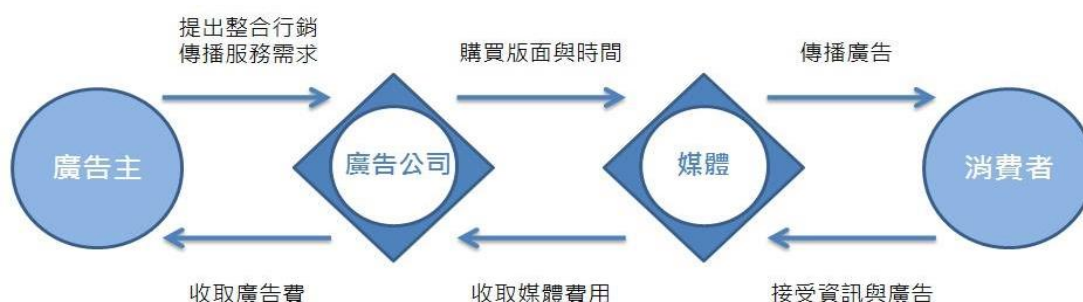 提出整合行銷
傳播服務需求
購買版面與時間
傳播廣告
廣告主
廣告公司
媒體
消費者
收取廣告費
收取媒體費用
接受資訊與廣告